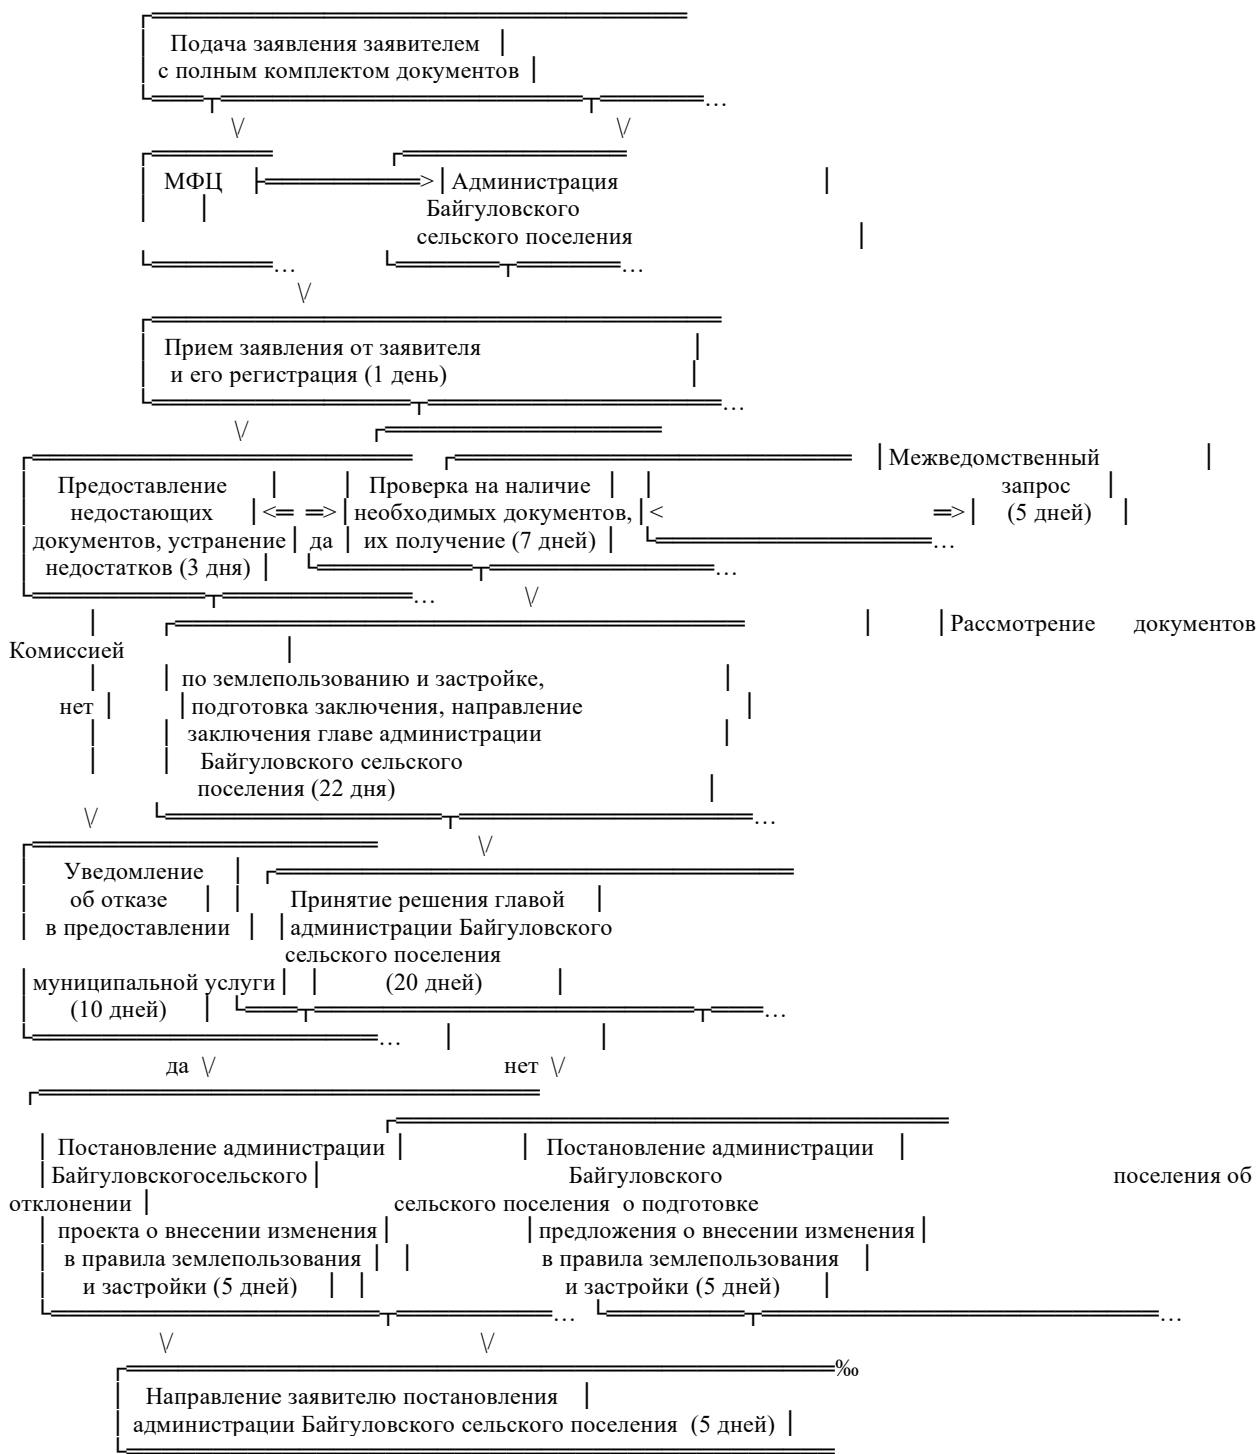 Подача заявления заявителем
с полным комплектом документов
МФЦ
Администрация
Байгуловского
сельского поселения
Прием заявления от заявителя
и его регистрация (1 день)
Межведомственный
запрос
(5 дней)
Предоставление
недостающих
документов, устранение
недостатков (3 дня)
да
Проверка на наличие
необходимых документов,
их получение (7 дней)
Рассмотрение документов
Комиссией
по землепользованию и застройке,
нет
подготовка заключения, направление
заключения главе администрации
Байгуловского сельского
поселения (22 дня)
Уведомление
об отказе
в предоставлении
муниципальной услуги
(10 дней)
Принятие решения главой
администрации Байгуловского
сельского поселения
(20 дней)
да
нет
Постановление администрации
Постановление администрации
Байгуловскогосельского
Байгуловского
поселения об
отклонении
сельского поселения о подготовке
проекта о внесении изменения
предложения о внесении изменения
в правила землепользования
в правила землепользования
и застройки (5 дней)
и застройки (5 дней)
‰
Направление заявителю постановления
администрации Байгуловского сельского поселения (5 дней)